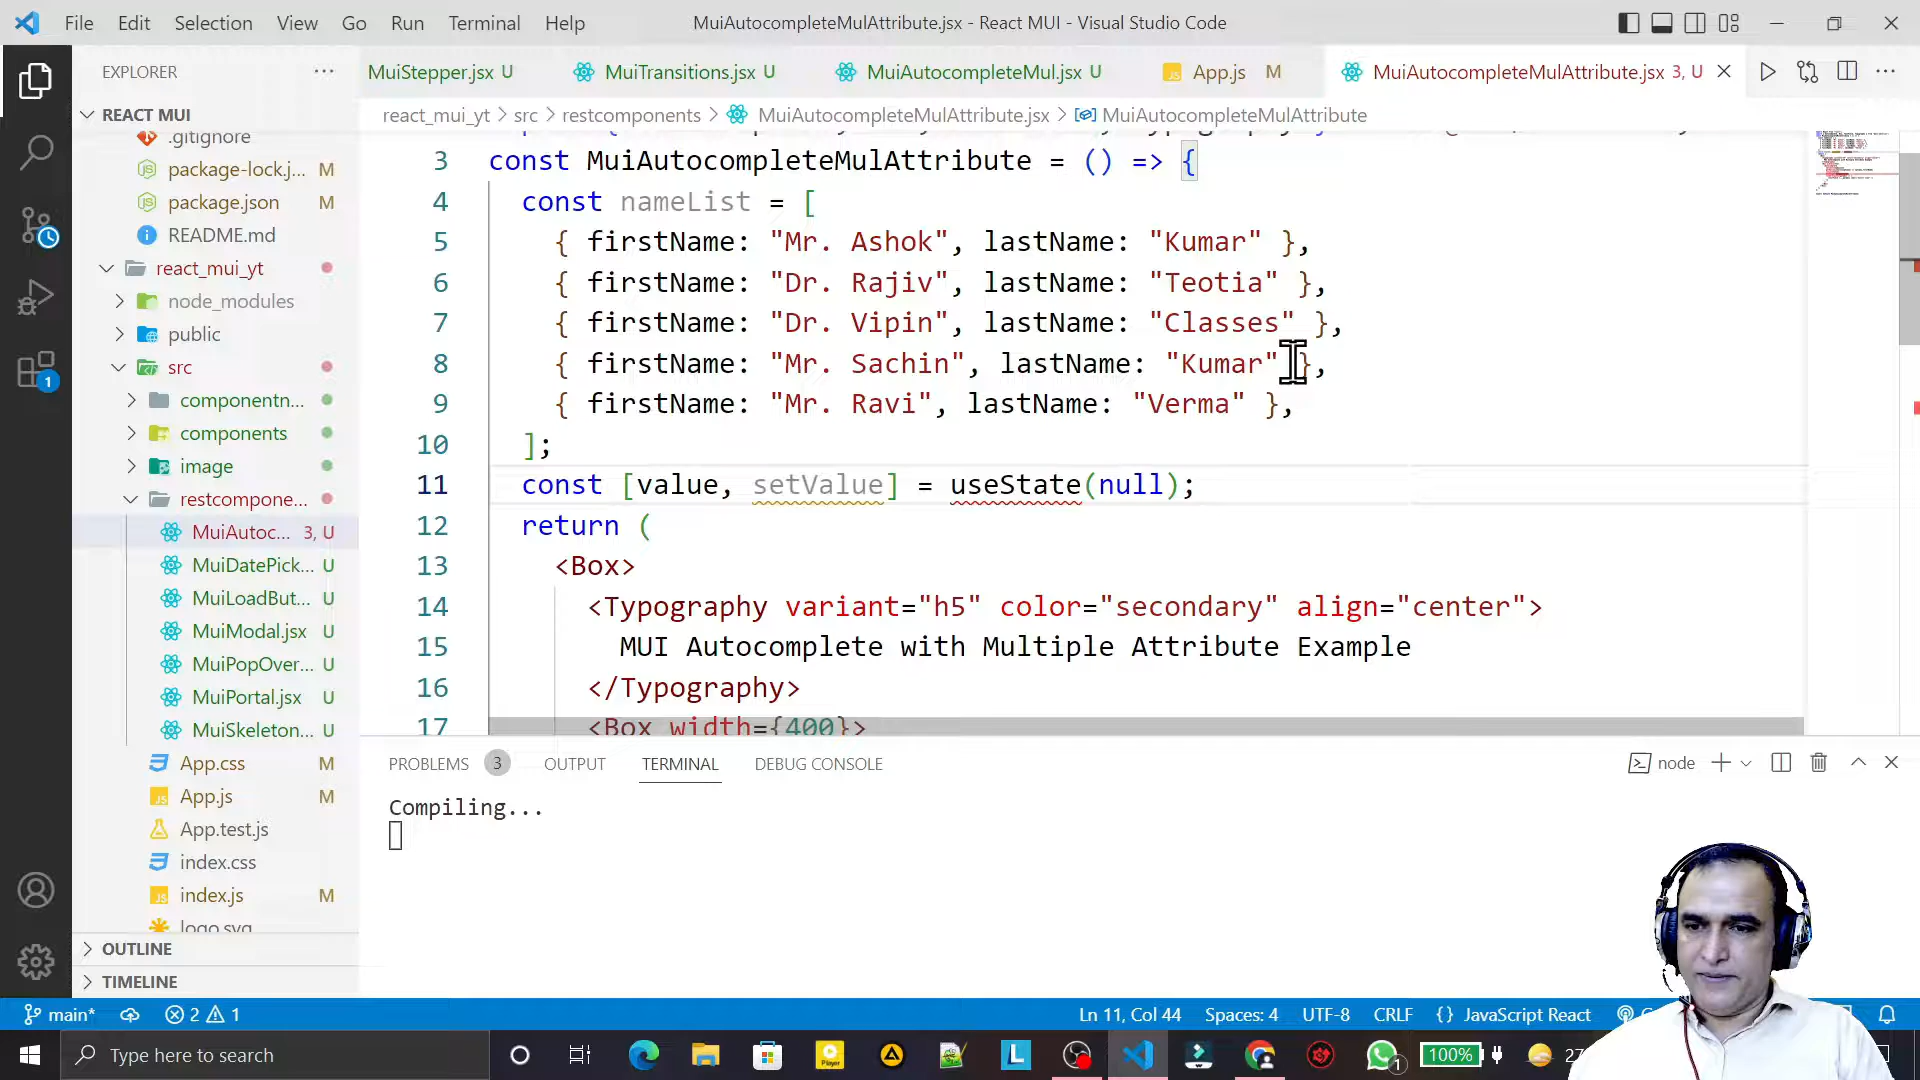 File Edit Selection View Go Run Terminal Help MuiAutocompleteMulAttribute.jsx - React MUI - Visual Studio Code
EXPLORER
MuiStepper.jsx U MuiTransitions.jsx U MuiAutocompleteMul.jsx U App.js M MuiAutocompleteMulAttribute.jsx 3, U
REACT MUI
react_mui_yt > src > restcomponents > MuiAutocompleteMulAttribute.jsx > MuiAutocompleteMulAttribute
.gitignore
package-lock.j... M
package.json M
README.md
react_mui_yt
node_modules
public
src
componentn...
components
image
restcompone...
MuiAutoc... 3, U
MuiDatePick... U
MuiLoadBut... U
MuiModal.jsx U
MuiPopOver... U
MuiPortal.jsx U
MuiSkeleton... U
App.css M
App.js M
App.test.js
index.css
index.js M
logo.svg
OUTLINE
TIMELINE
3 const MuiAutocompleteMulAttribute = () => {
4 const nameList = [
5 { firstName: "Mr. Ashok", lastName: "Kumar" },
6 { firstName: "Dr. Rajiv", lastName: "Teotia" },
7 { firstName: "Dr. Vipin", lastName: "Classes" },
8 { firstName: "Mr. Sachin", lastName: "Kumar" },
9 { firstName: "Mr. Ravi", lastName: "Verma" },
10 ];
11 const [value, setValue] = useState(null);
12 return (
13 <Box>
14 <Typography variant="h5" color="secondary" align="center">
15 MUI Autocomplete with Multiple Attribute Example
16 </Typography>
17 <Box width={400}>
PROBLEMS 3 OUTPUT TERMINAL DEBUG CONSOLE node
Compiling...
main* 2 1 Ln 11, Col 44 Spaces: 4 UTF-8 CRLF {} JavaScript React
Type here to search 100% 1